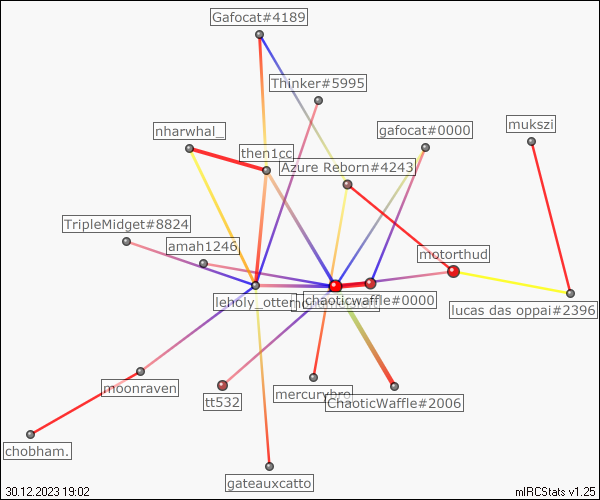 Gafocat#4189
Thinker#5995
mukszi
nharwhal_
gafocat#0000
then1cc
Azure Reborn#4243
TripleMidget#8824
amah1246
motorthud
leholy_otter
chaoticwaffle#0000
lucas das oppai#2396
moonraven
tt532
mercurybro
ChaoticWaffle#2006
chobham.
gateauxcatto
30.12.2023 19:02
mIRCStats v1.25